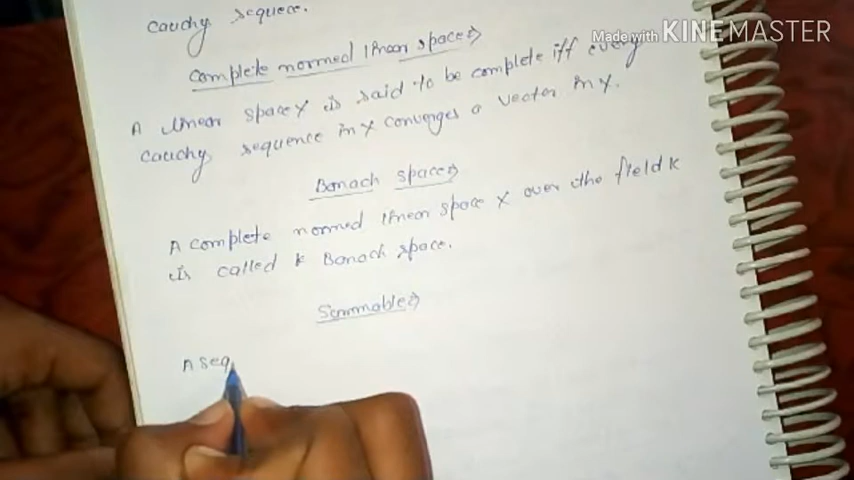 cauchy sequece.
Made with KINEMASTER
Complete normed linear space⇒
A linear space X is said to be complete iff every
cauchy sequence in X converges a vector in X.
Banach space⇒
A complete normed linear space X over the field K
is called K Banach space.
Summable⇒
A seq